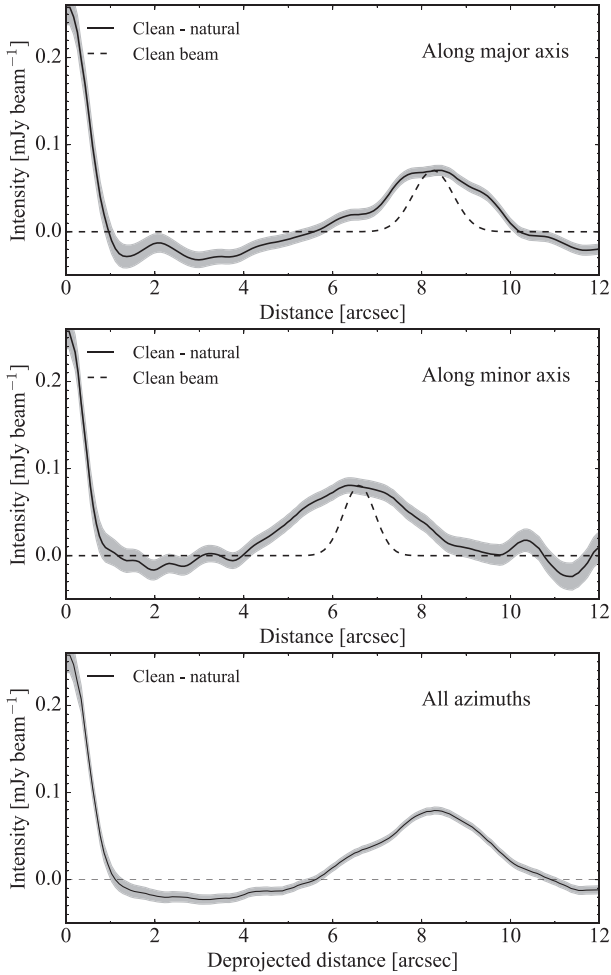 Clean - natural
Clean beam
Along major axis
Intensity [mJy beam⁻¹]
0.2
0.1
0.0
0 2 4 6 8 10 12
Distance [arcsec]
Clean - natural
Clean beam
Along minor axis
Intensity [mJy beam⁻¹]
0.2
0.1
0.0
0 2 4 6 8 10 12
Distance [arcsec]
Clean - natural
All azimuths
Intensity [mJy beam⁻¹]
0.2
0.1
0.0
0 2 4 6 8 10 12
Deprojected distance [arcsec]